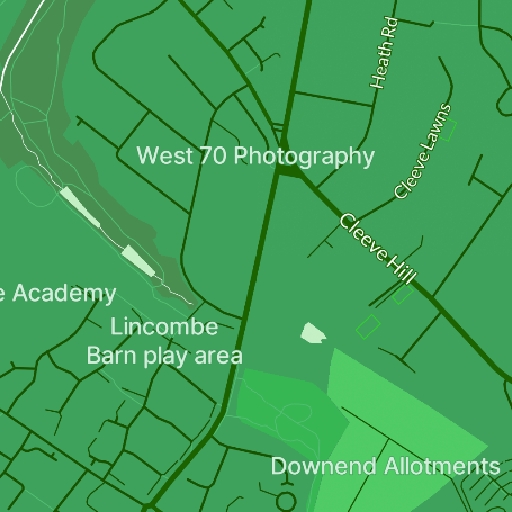 Heath Rd
West 70 Photography
Cleeve Lawns
Cleeve Hill
e Academy
Lincombe
Barn play area
Downend Allotments